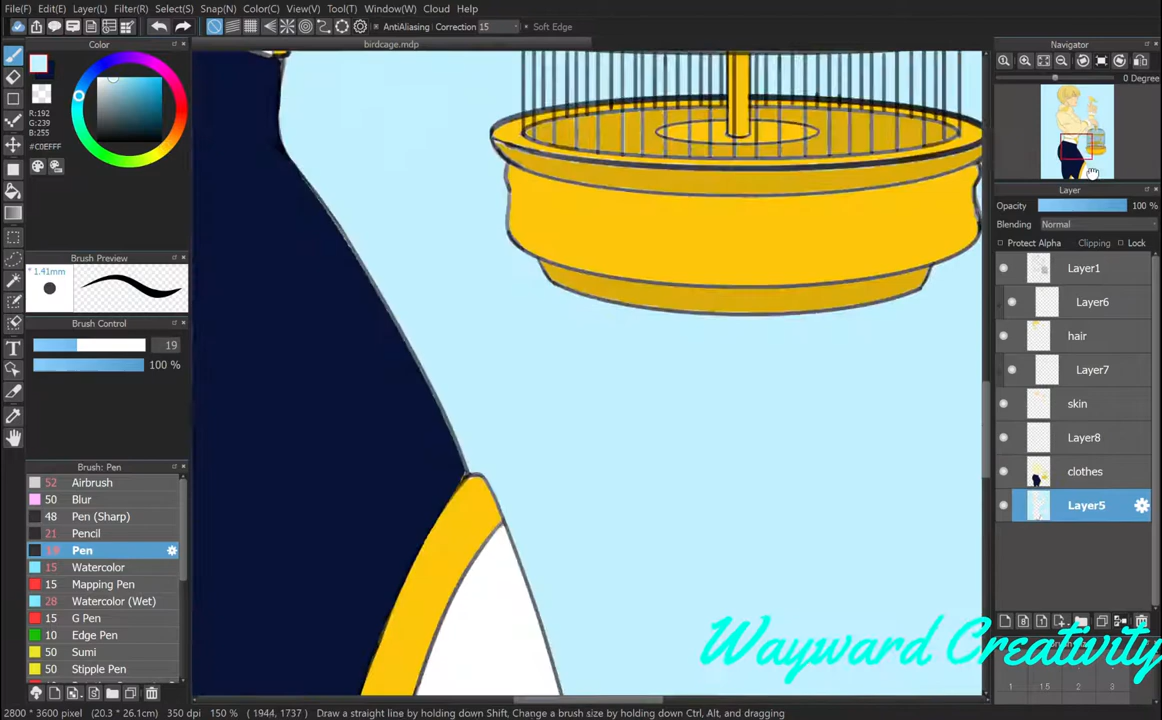 File(F) Edit(E) Layer(L) Filter(R) Select(S) Snap(N) Color(C) View(V) Tool(T) Window(W) Cloud Help
AntiAliasing Correction 15 Soft Edge
Color
birdcage.mdp
Navigator
0 Degree
R:192
G:239
B:255
#C0EFFF
Layer
Opacity 100 %
Blending Normal
Protect Alpha Clipping Lock
Brush Preview
* 1.41mm
Brush Control
19
100 %
Layer1
Layer6
hair
Layer7
skin
Layer8
clothes
Layer5
Brush: Pen
52 Airbrush
50 Blur
48 Pen (Sharp)
21 Pencil
Pen
15 Watercolor
15 Mapping Pen
28 Watercolor (Wet)
15 G Pen
10 Edge Pen
50 Sumi
50 Stipple Pen
Wayward Creativity
1 1.5 2 3
2800 * 3600 pixel (20.3 * 26.1cm) 350 dpi 150 % ( 1944, 1737 ) Draw a straight line by holding down Shift, Change a brush size by holding down Ctrl, Alt, and dragging